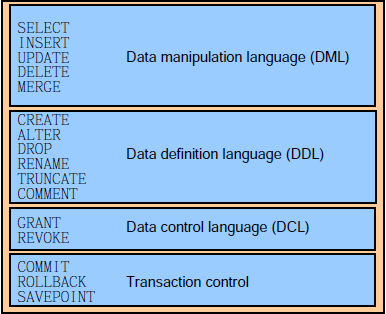 SELECT
INSERT
UPDATE
DELETE
MERGE
Data manipulation language (DML)
CREATE
ALTER
DROP
RENAME
TRUNCATE
COMMENT
Data definition language (DDL)
GRANT
REVOKE
Data control language (DCL)
COMMIT
ROLLBACK
SAVEPOINT
Transaction control